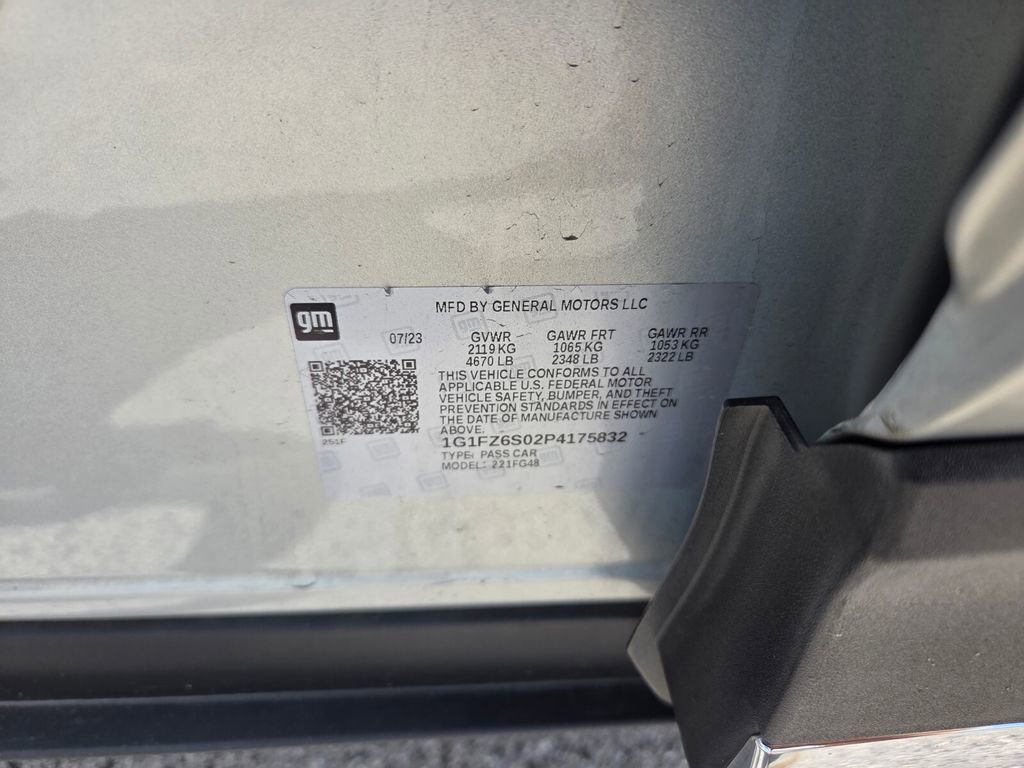 gm
MFD BY GENERAL MOTORS LLC
07/23
GVWR GAWR FRT GAWR RR
2119 KG 1065 KG 1053 KG
4670 LB 2348 LB 2322 LB
THIS VEHICLE CONFORMS TO ALL
APPLICABLE U.S. FEDERAL MOTOR
VEHICLE SAFETY, BUMPER, AND THEFT
PREVENTION STANDARDS IN EFFECT ON
THE DATE OF MANUFACTURE SHOWN
ABOVE.
251F
1G1FZ6S02P4175832
TYPE: PASS CAR
MODEL: 221FG48